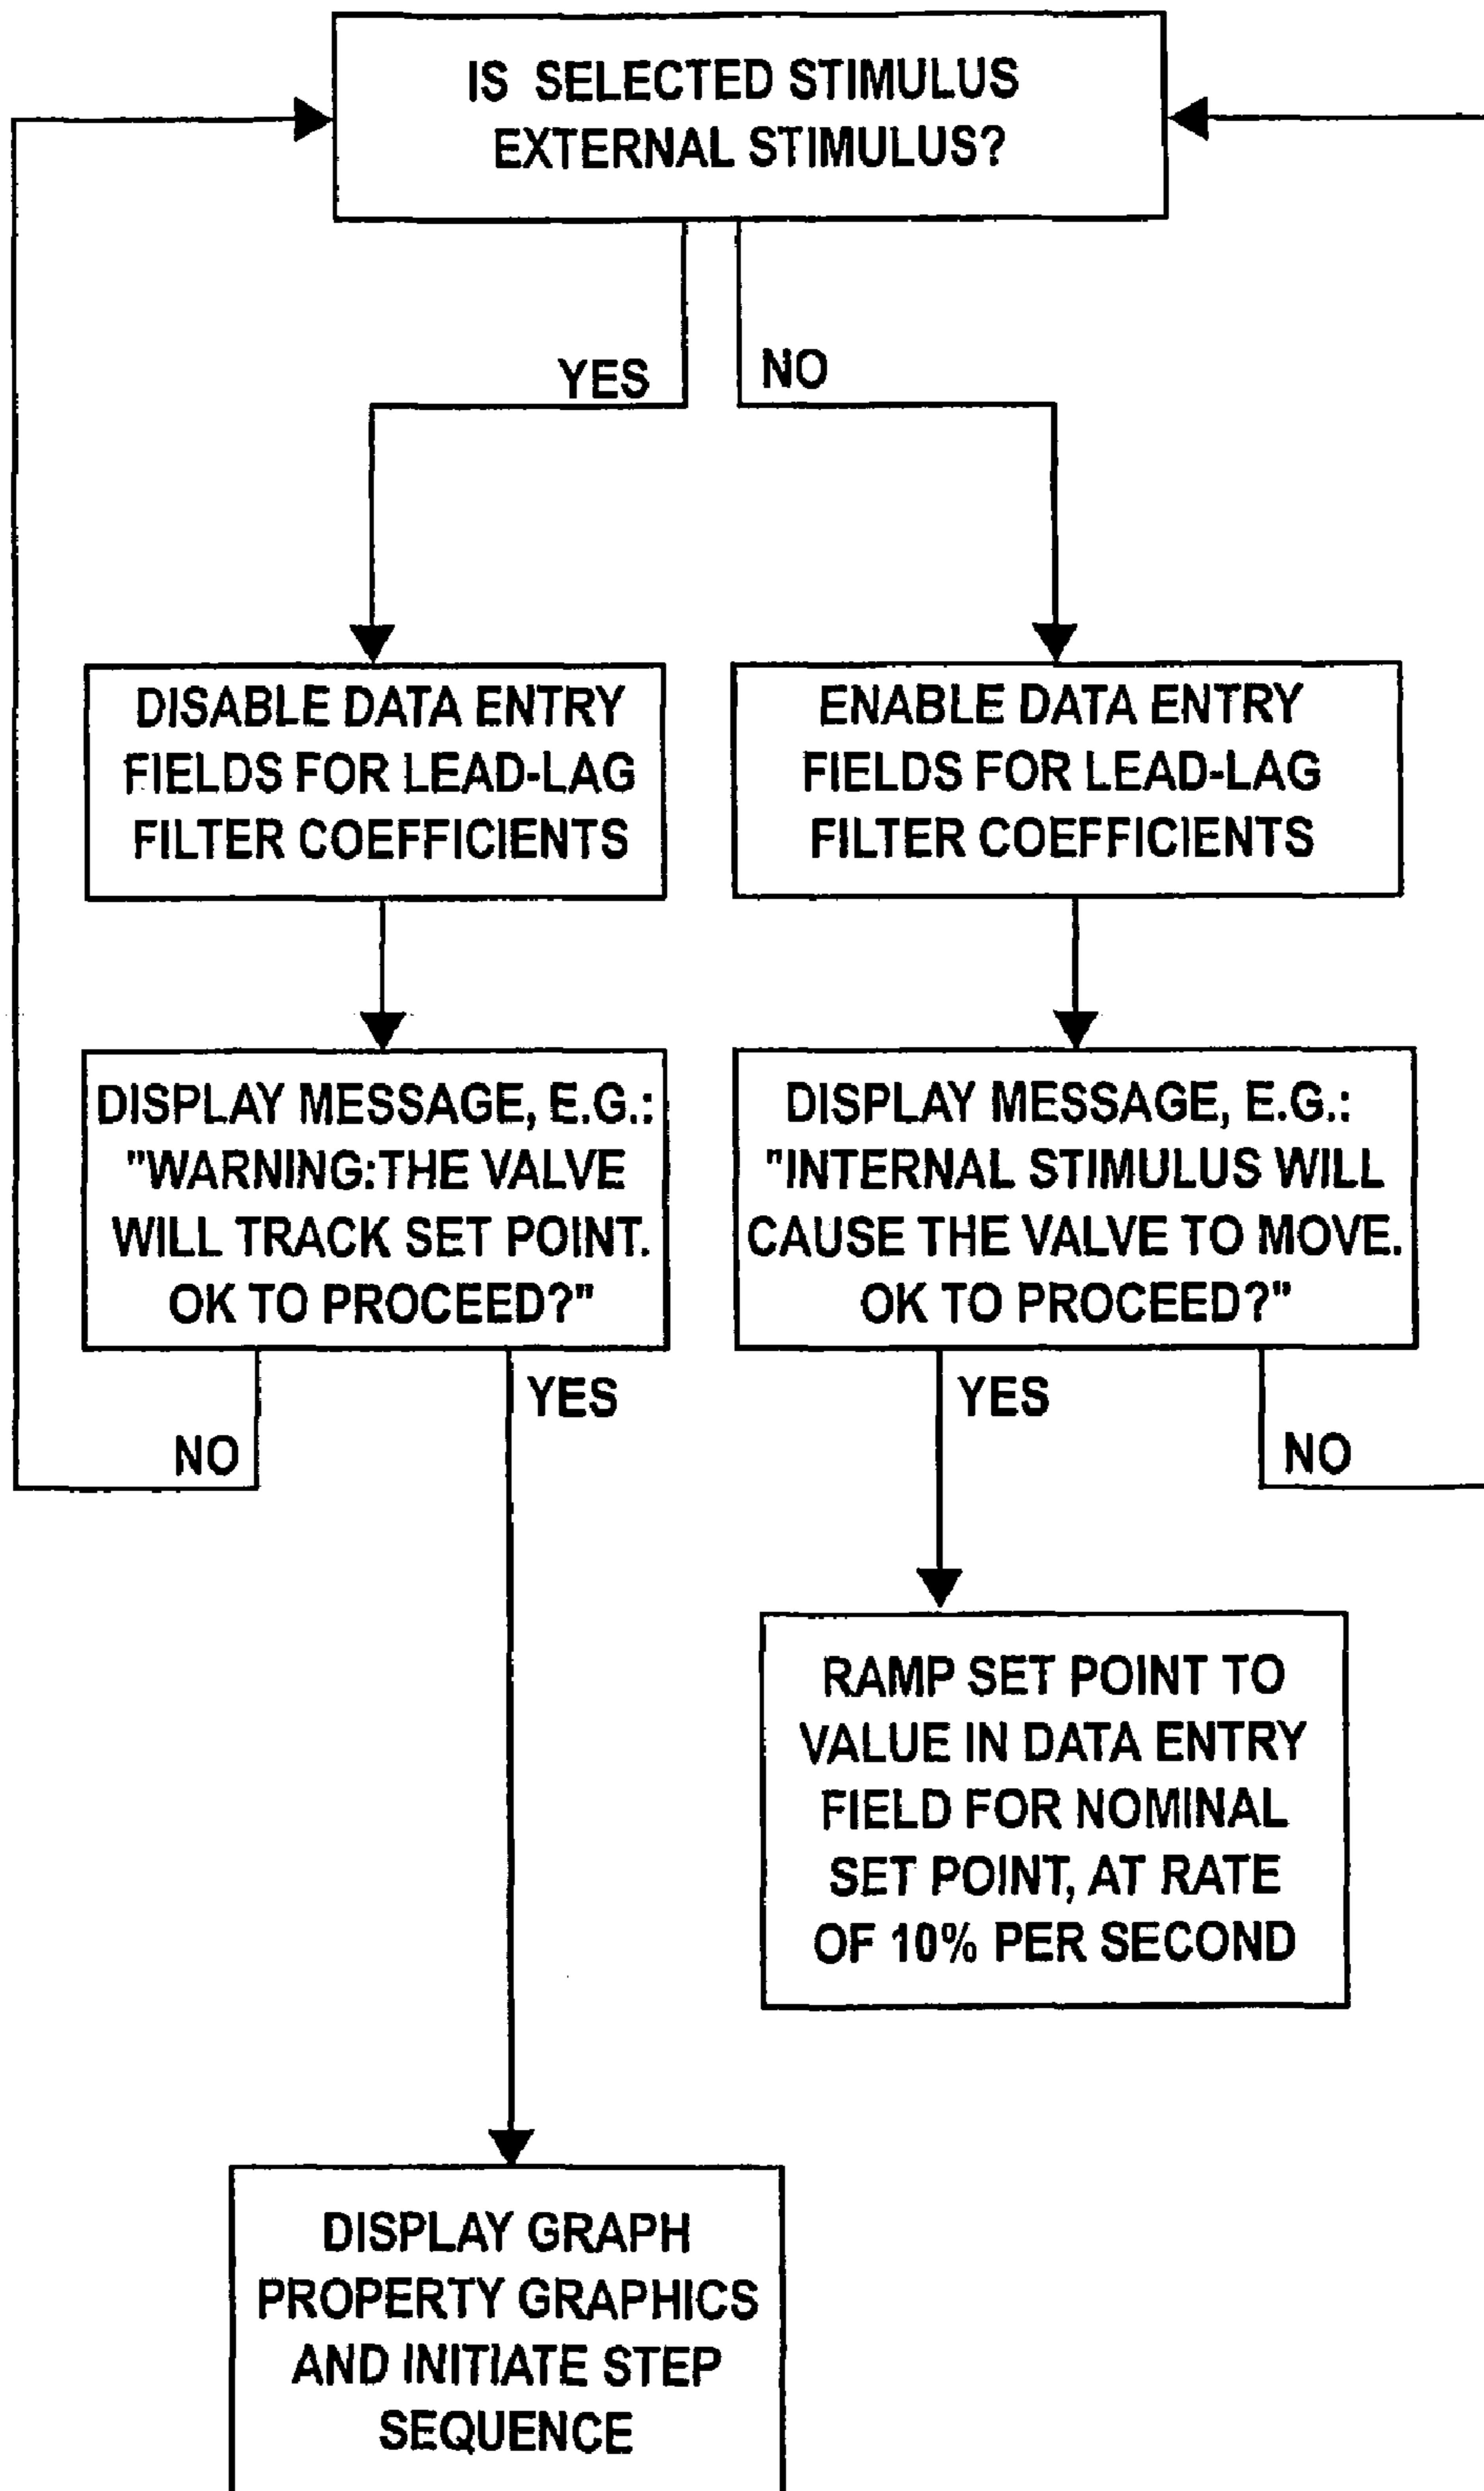 IS SELECTED STIMULUS
EXTERNAL STIMULUS?
YES
NO
DISABLE DATA ENTRY
FIELDS FOR LEAD-LAG
FILTER COEFFICIENTS
ENABLE DATA ENTRY
FIELDS FOR LEAD-LAG
FILTER COEFFICIENTS
DISPLAY MESSAGE, E.G.:
"WARNING:THE VALVE
WILL TRACK SET POINT.
OK TO PROCEED?"
DISPLAY MESSAGE, E.G.:
"INTERNAL STIMULUS WILL
CAUSE THE VALVE TO MOVE.
OK TO PROCEED?"
NO
YES
YES
NO
RAMP SET POINT TO
VALUE IN DATA ENTRY
FIELD FOR NOMINAL
SET POINT, AT RATE
OF 10% PER SECOND
DISPLAY GRAPH
PROPERTY GRAPHICS
AND INITIATE STEP
SEQUENCE